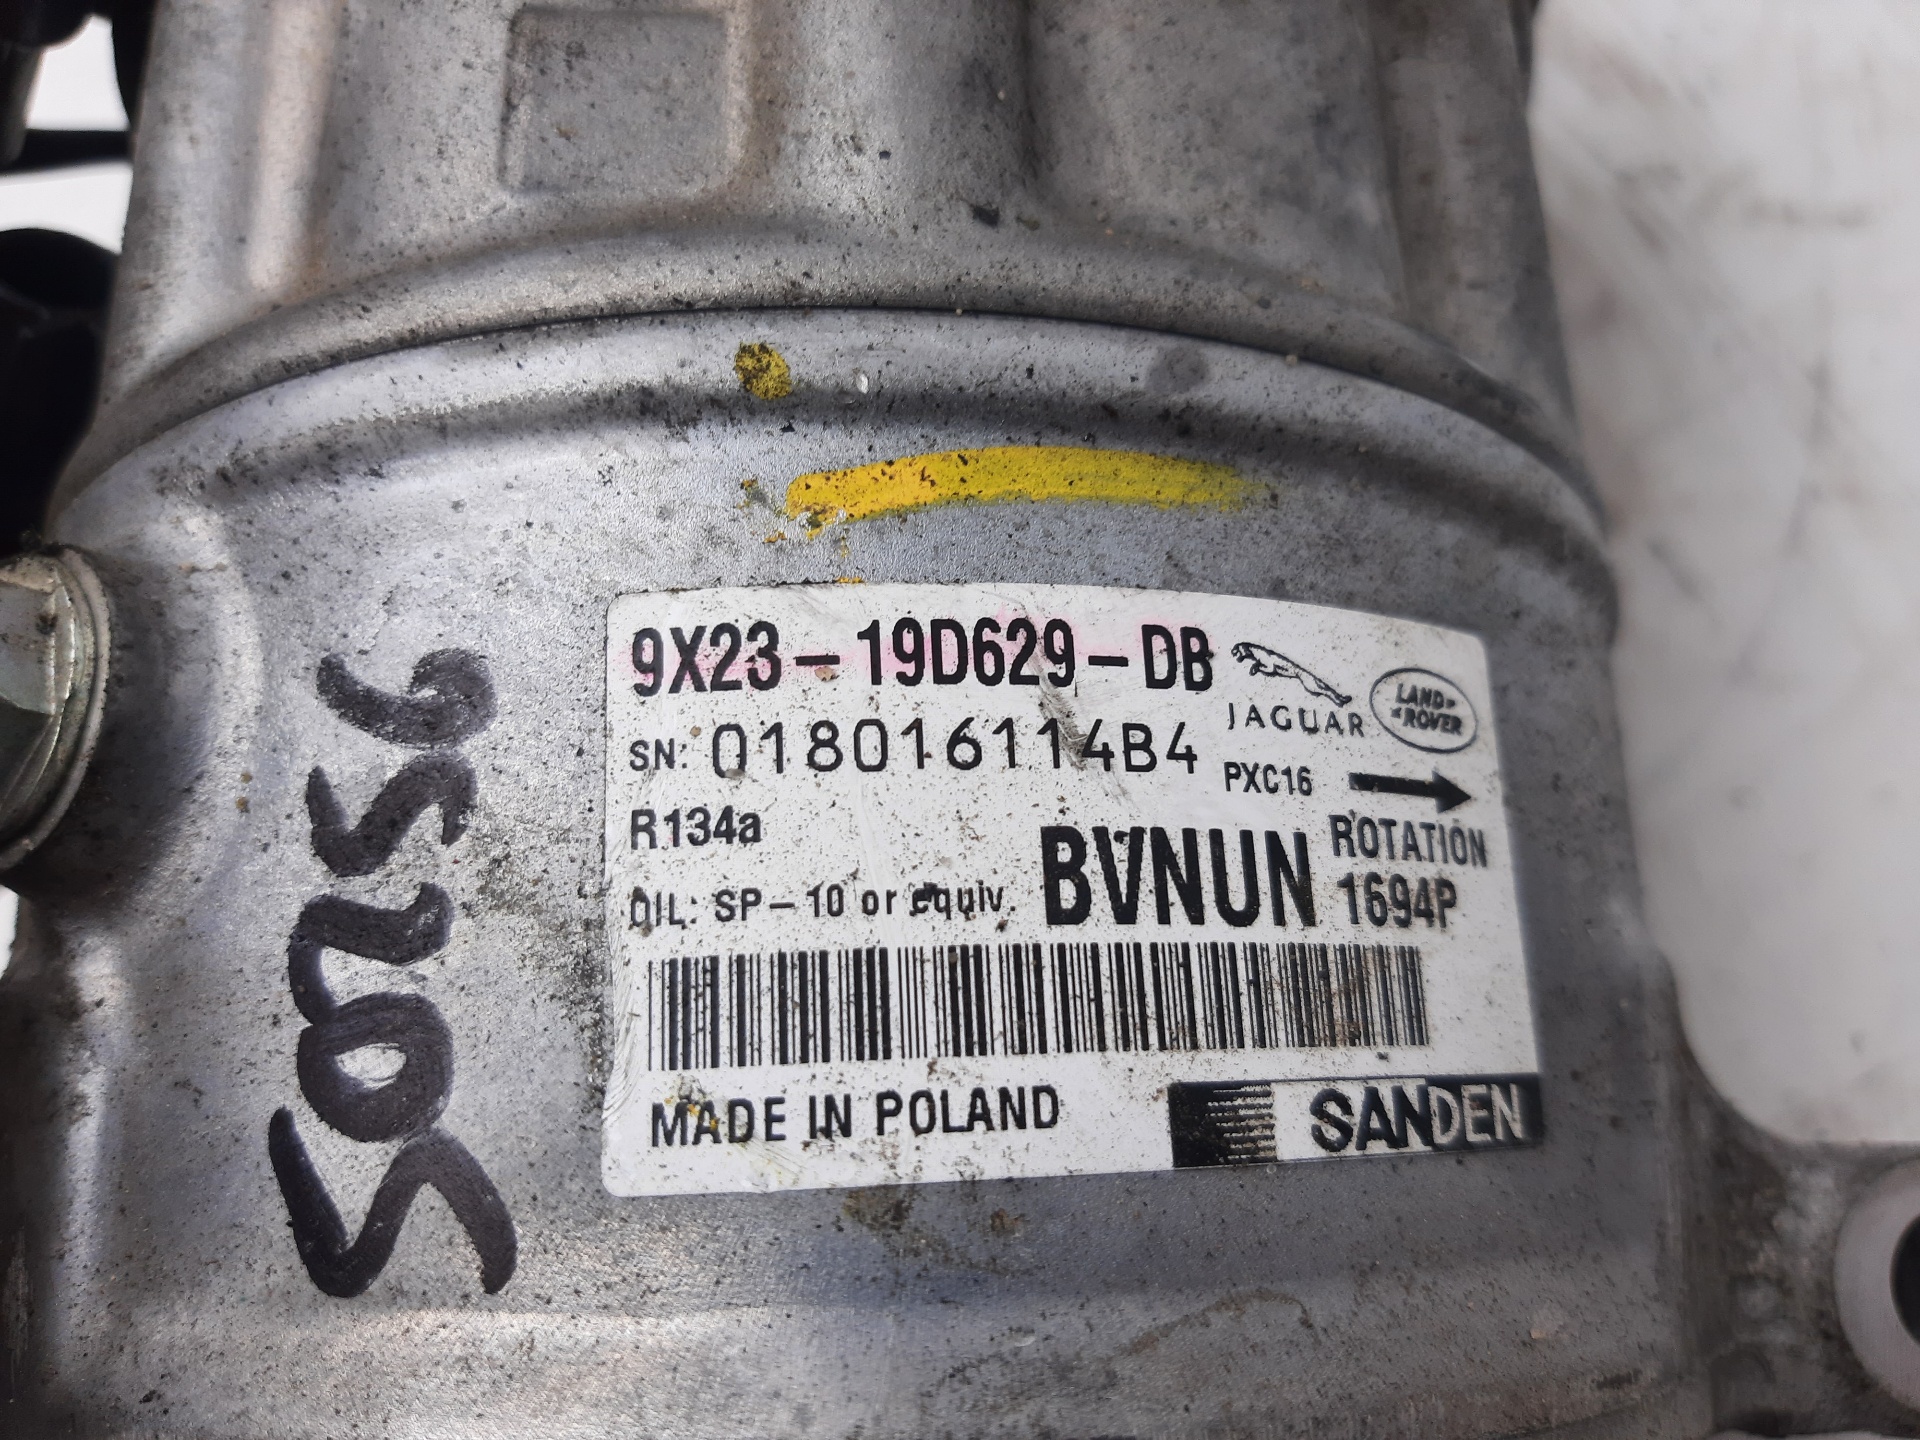 9X23-19D629-DB
JAGUAR
LAND ROVER
SN: 018016114B4
PXC16
R134a
ROTATION
OIL: SP-10 or equiv.
BVNUN
1694P
MADE IN POLAND
SANDEN